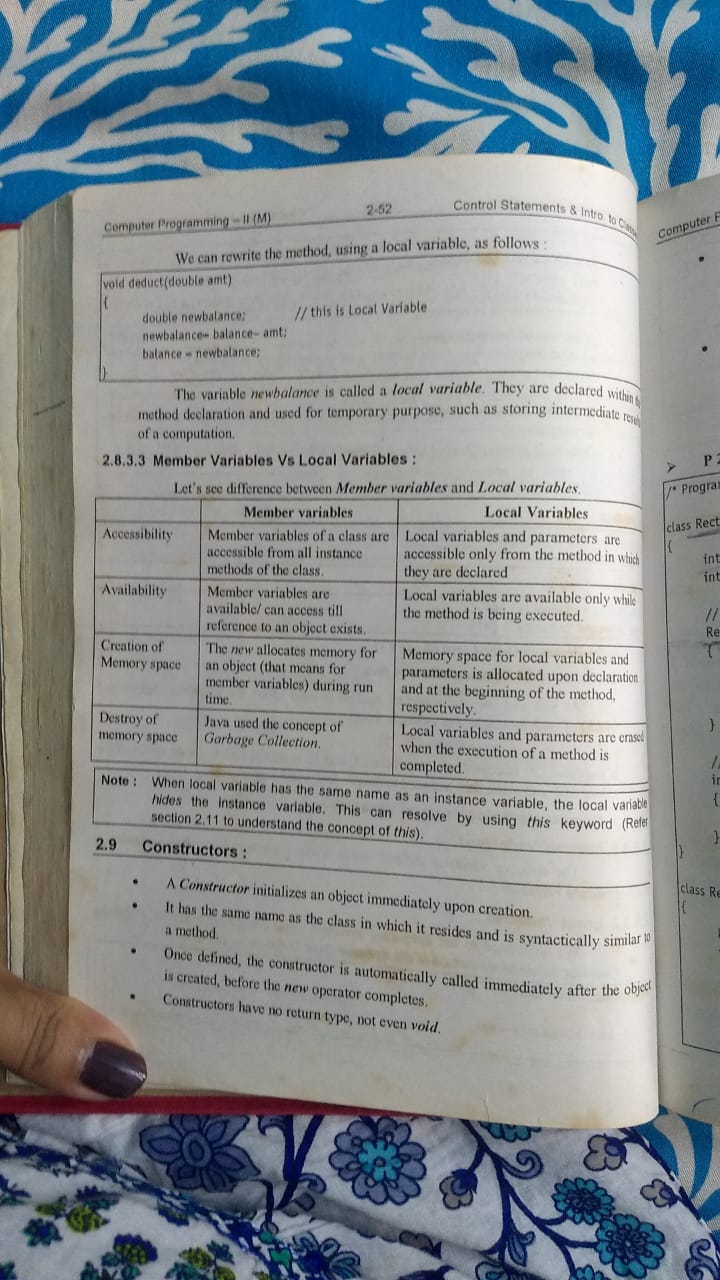 Computer Programming – II (M) 2-52 Control Statements & Intro. to
We can rewrite the method, using a local variable, as follows :
void deduct(double amt)
{
double newbalance; // this is Local Variable
newbalance= balance- amt;
balance = newbalance;
}
The variable newbalance is called a local variable. They are declared within
method declaration and used for temporary purpose, such as storing intermediate
of a computation.
2.8.3.3 Member Variables Vs Local Variables :
Let's see difference between Member variables and Local variables.
Member variables Local Variables
Accessibility
Member variables of a class are
accessible from all instance
methods of the class.
Local variables and parameters are
accessible only from the method in which
they are declared
Availability
Member variables are
available/ can access till
reference to an object exists.
Local variables are available only while
the method is being executed.
Creation of
Memory space
The new allocates memory for
an object (that means for
member variables) during run
time.
Memory space for local variables and
parameters is allocated upon declaration
and at the beginning of the method,
respectively.
Destroy of
memory space
Java used the concept of
Garbage Collection.
Local variables and parameters are erased
when the execution of a method is
completed.
Note : When local variable has the same name as an instance variable, the local variable
hides the instance variable. This can resolve by using this keyword (Refer
section 2.11 to understand the concept of this).
2.9 Constructors :
• A Constructor initializes an object immediately upon creation.
• It has the same name as the class in which it resides and is syntactically similar to
a method.
• Once defined, the constructor is automatically called immediately after the object
is created, before the new operator completes.
• Constructors have no return type, not even void.
Computer
•
•
➢ P
/*
class
{
int
int
//
{
}
{
}
}
class
{